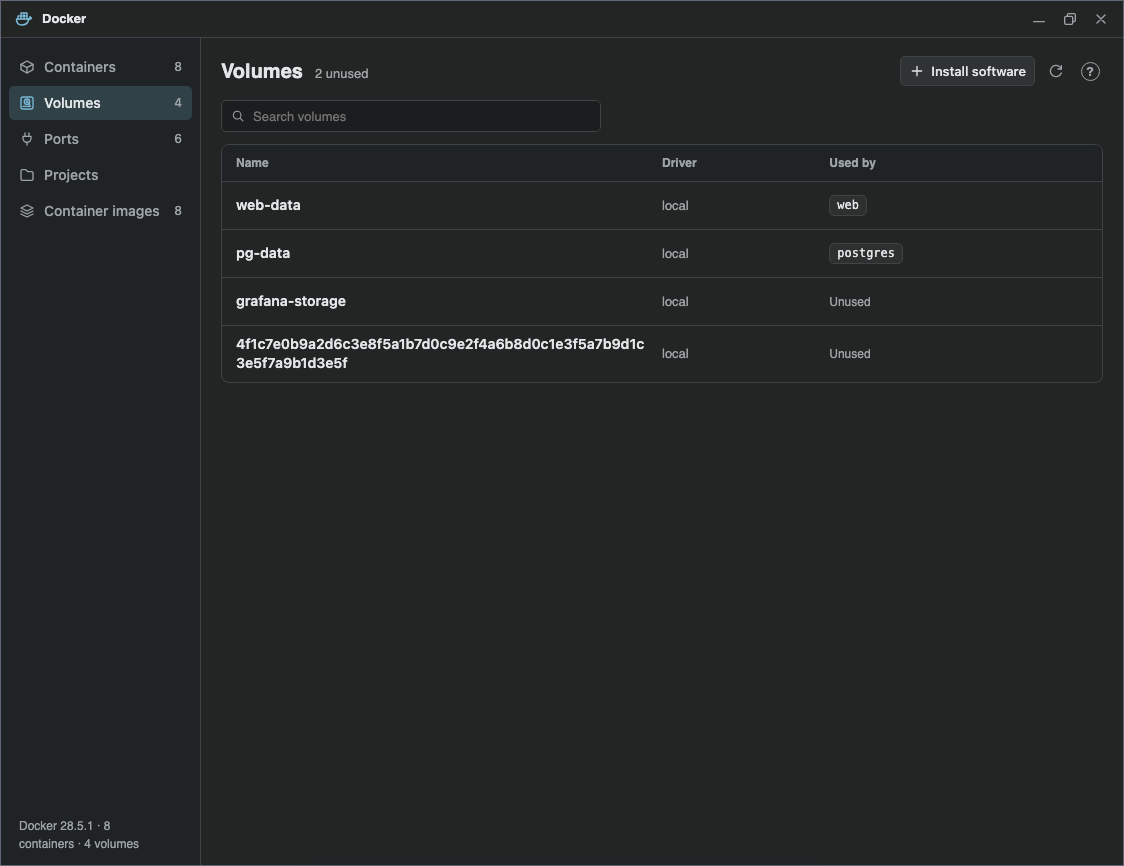 Docker
Containers 8
Volumes 4
Ports 6
Projects
Container images 8
Docker 28.5.1 · 8
containers · 4 volumes
Volumes 2 unused
Install software
?
Search volumes
Name Driver Used by
web-data local web
pg-data local postgres
grafana-storage local Unused
4f1c7e0b9a2d6c3e8f5a1b7d0c9e2f4a6b8d0c1e3f5a7b9d1c
3e5f7a9b1d3e5f
local Unused